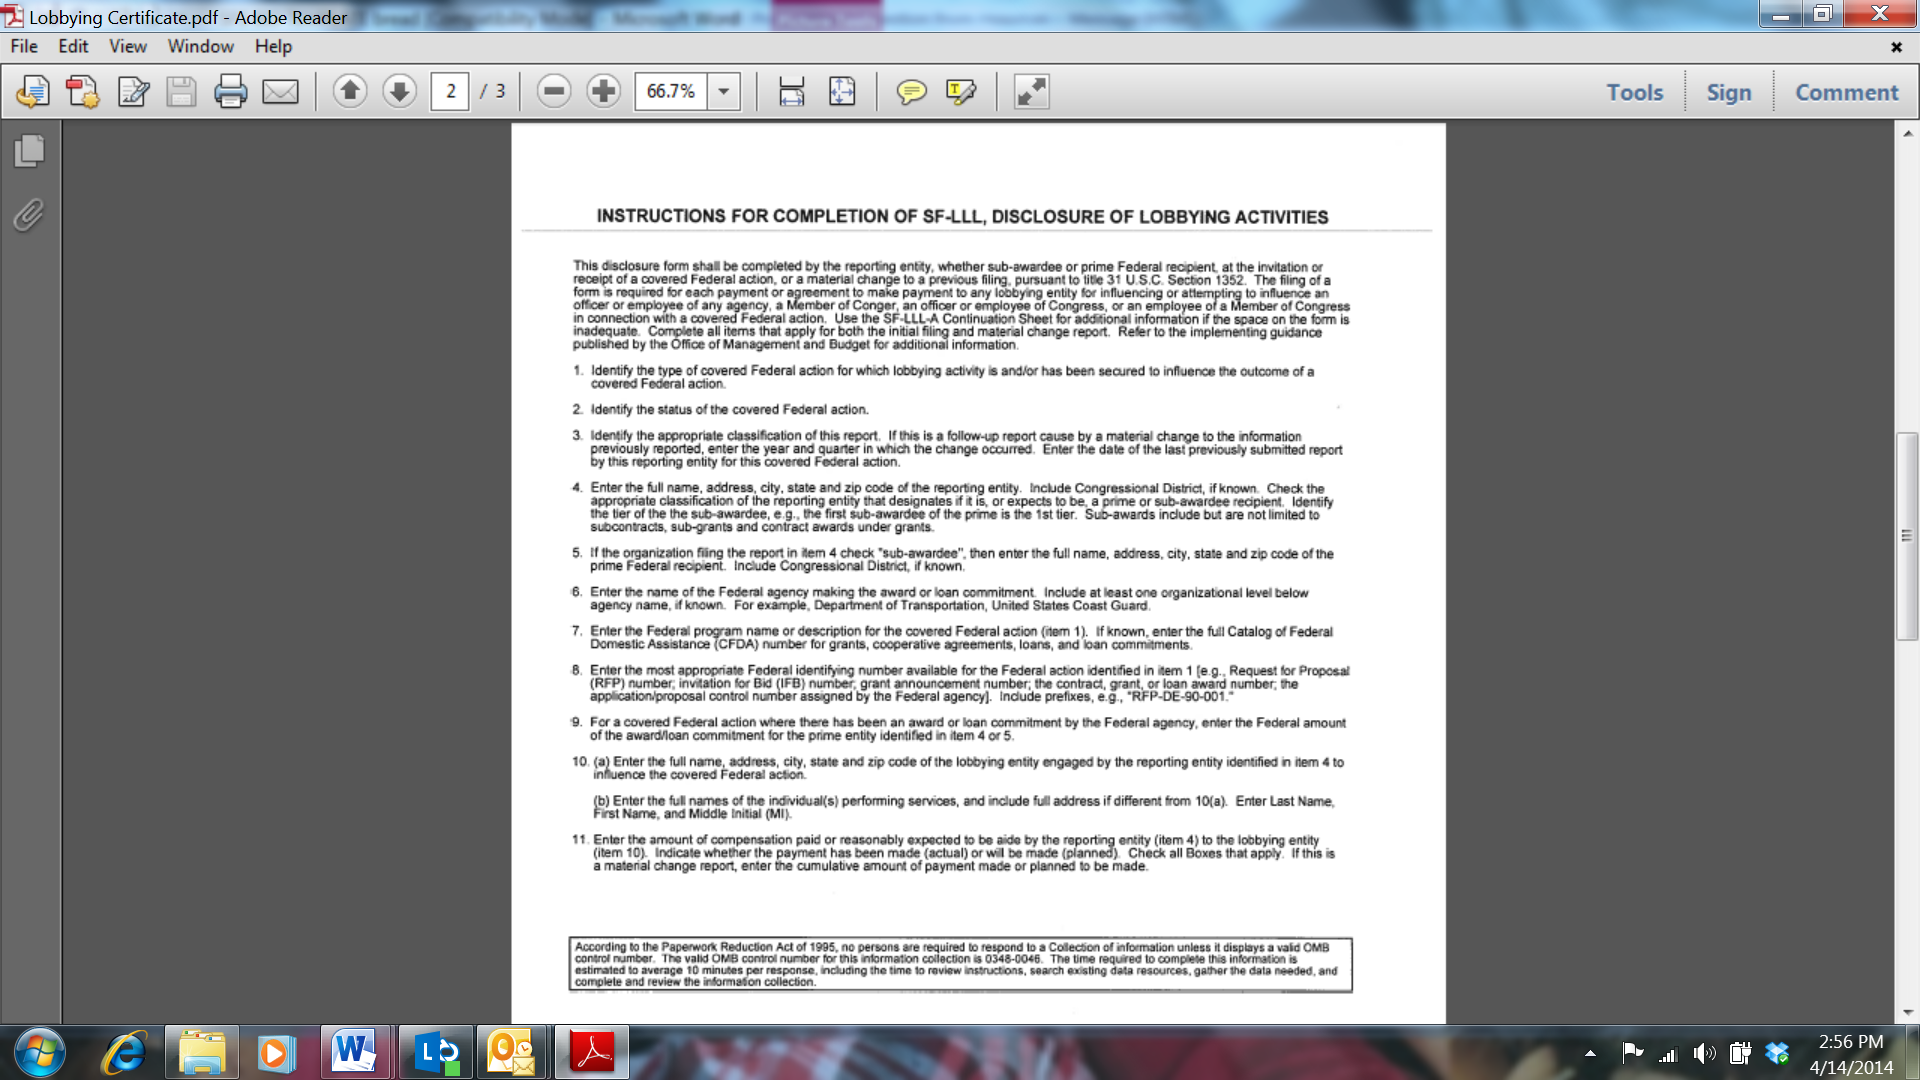 Lobbying Certificate.pdf - Adobe Reader
File Edit View Window Help
2 / 3 66.7% Tools Sign Comment
INSTRUCTIONS FOR COMPLETION OF SF-LLL, DISCLOSURE OF LOBBYING ACTIVITIES
This disclosure form shall be completed by the reporting entity, whether sub-awardee or prime Federal recipient, at the invitation or
receipt of a covered Federal action, or a material change to a previous filing, pursuant to title 31 U.S.C. Section 1352. The filing of a
form is required for each payment or agreement to make payment to any lobbying entity for influencing or attempting to influence an
officer or employee of any agency, a Member of Conger, an officer or employee of Congress, or an employee of a Member of Congress
in connection with a covered Federal action. Use the SF-LLL-A Continuation Sheet for additional information if the space on the form is
inadequate. Complete all items that apply for both the initial filing and material change report. Refer to the implementing guidance
published by the Office of Management and Budget for additional information.
1. Identify the type of covered Federal action for which lobbying activity is and/or has been secured to influence the outcome of a
covered Federal action.
2. Identify the status of the covered Federal action.
3. Identify the appropriate classification of this report. If this is a follow-up report cause by a material change to the information
previously reported, enter the year and quarter in which the change occurred. Enter the date of the last previously submitted report
by this reporting entity for this covered Federal action.
4. Enter the full name, address, city, state and zip code of the reporting entity. Include Congressional District, if known. Check the
appropriate classification of the reporting entity that designates if it is, or expects to be, a prime or sub-awardee recipient. Identify
the tier of the the sub-awardee, e.g., the first sub-awardee of the prime is the 1st tier. Sub-awards include but are not limited to
subcontracts, sub-grants and contract awards under grants.
5. If the organization filing the report in item 4 check "sub-awardee", then enter the full name, address, city, state and zip code of the
prime Federal recipient. Include Congressional District, if known.
6. Enter the name of the Federal agency making the award or loan commitment. Include at least one organizational level below
agency name, if known. For example, Department of Transportation, United States Coast Guard.
7. Enter the Federal program name or description for the covered Federal action (item 1). If known, enter the full Catalog of Federal
Domestic Assistance (CFDA) number for grants, cooperative agreements, loans, and loan commitments.
8. Enter the most appropriate Federal identifying number available for the Federal action identified in item 1 [e.g., Request for Proposal
(RFP) number; invitation for Bid (IFB) number; grant announcement number; the contract, grant, or loan award number; the
application/proposal control number assigned by the Federal agency]. Include prefixes, e.g., "RFP-DE-90-001."
9. For a covered Federal action where there has been an award or loan commitment by the Federal agency, enter the Federal amount
of the award/loan commitment for the prime entity identified in item 4 or 5.
10. (a) Enter the full name, address, city, state and zip code of the lobbying entity engaged by the reporting entity identified in item 4 to
influence the covered Federal action.
(b) Enter the full names of the individual(s) performing services, and include full address if different from 10(a). Enter Last Name,
First Name, and Middle Initial (MI).
11. Enter the amount of compensation paid or reasonably expected to be aide by the reporting entity (item 4) to the lobbying entity
(item 10). Indicate whether the payment has been made (actual) or will be made (planned). Check all Boxes that apply. If this is
a material change report, enter the cumulative amount of payment made or planned to be made.
According to the Paperwork Reduction Act of 1995, no persons are required to respond to a Collection of information unless it displays a valid OMB
control number. The valid OMB control number for this information collection is 0348-0046. The time required to complete this information is
estimated to average 10 minutes per response, including the time to review instructions, search existing data resources, gather the data needed, and
complete and review the information collection.
2:56 PM
4/14/2014